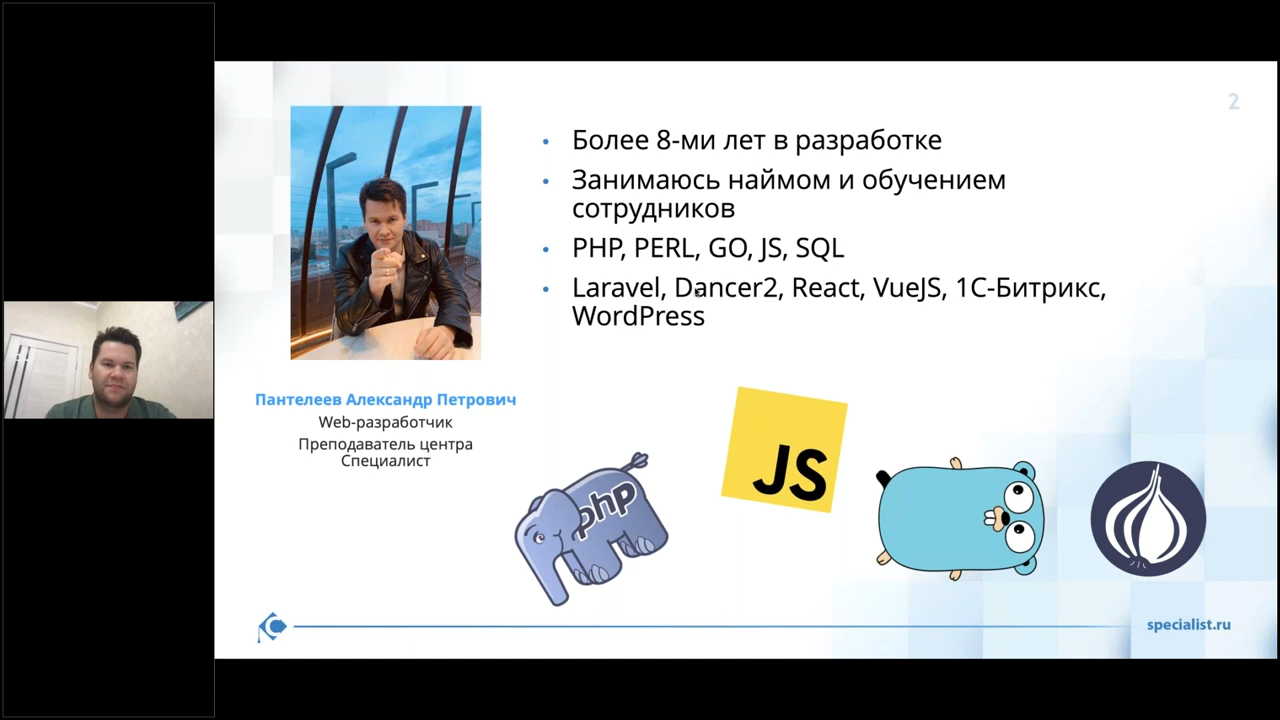 2
Более 8-ми лет в разработке
Занимаюсь наймом и обучением
сотрудников
PHP, PERL, GO, JS, SQL
Laravel, Dancer2, React, VueJS, 1С-Битрикс,
WordPress
Пантелеев Александр Петрович
Web-разработчик
Преподаватель центра
Специалист
php
JS
specialist.ru